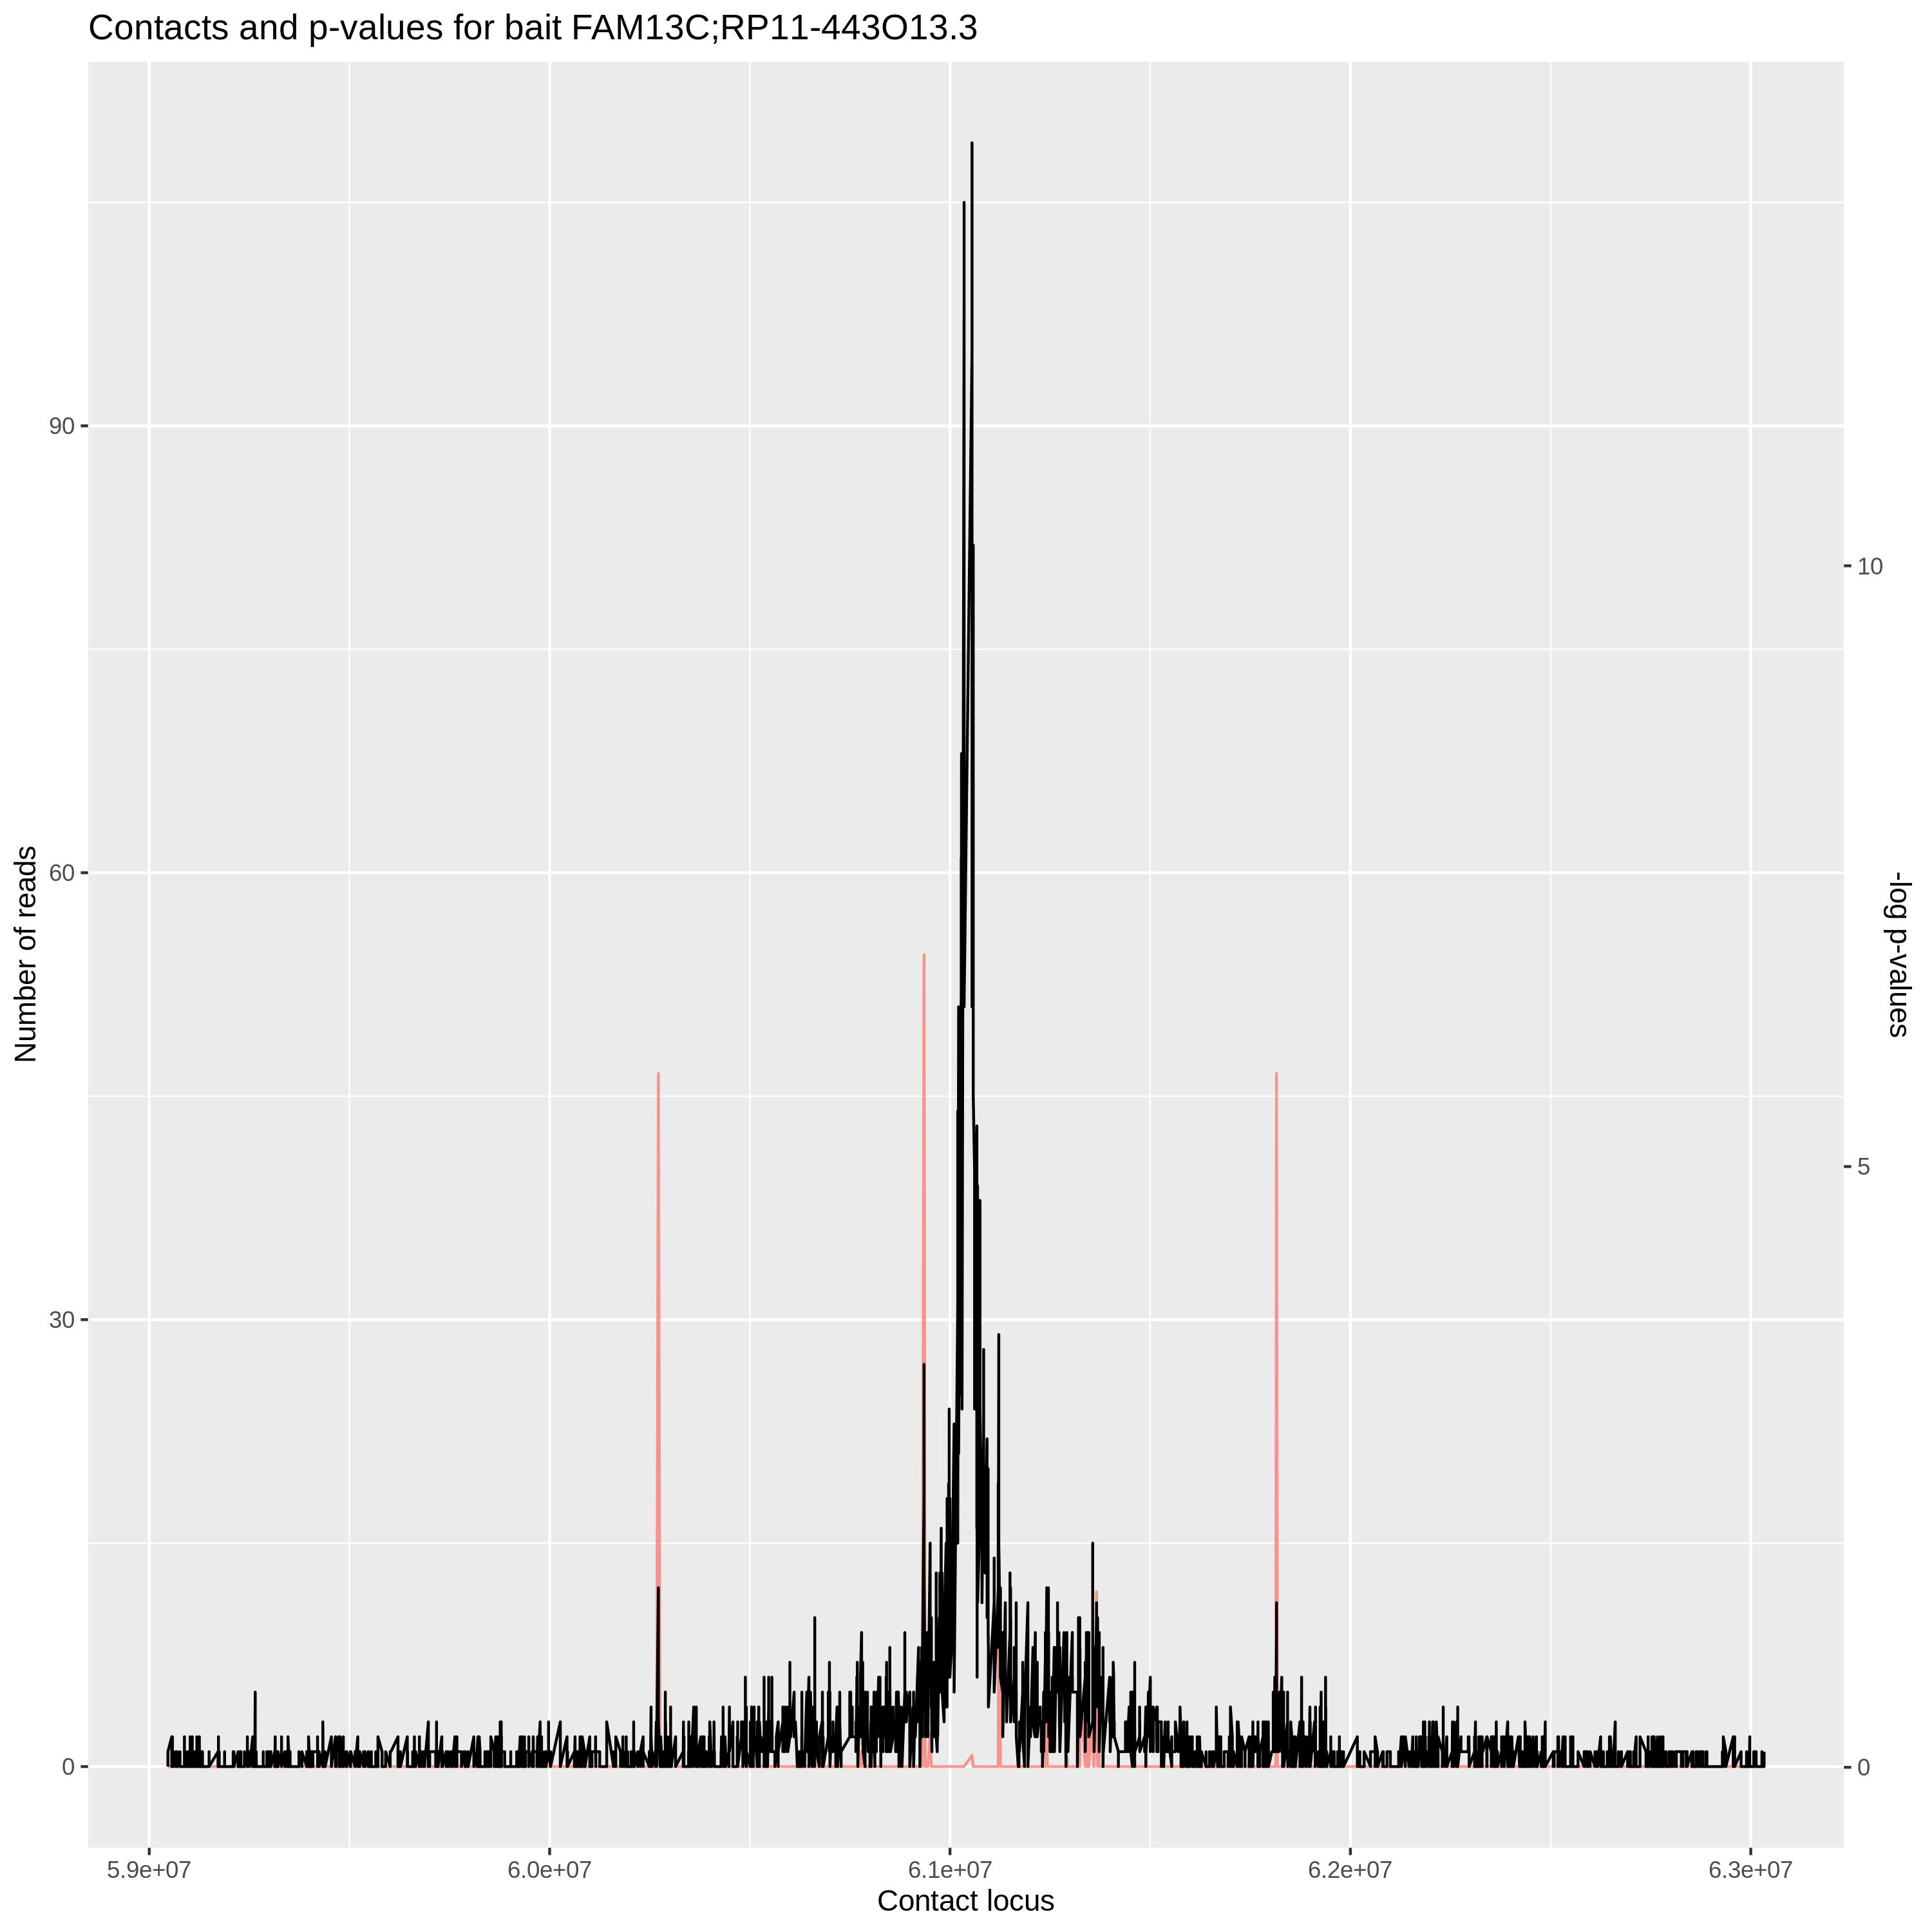 Contacts and p-values for bait FAM13C;RP11-443O13.3
Number of reads
90
60
30
0
-log p-values
10
5
0
5.9e+07
6.0e+07
6.1e+07
6.2e+07
6.3e+07
Contact locus